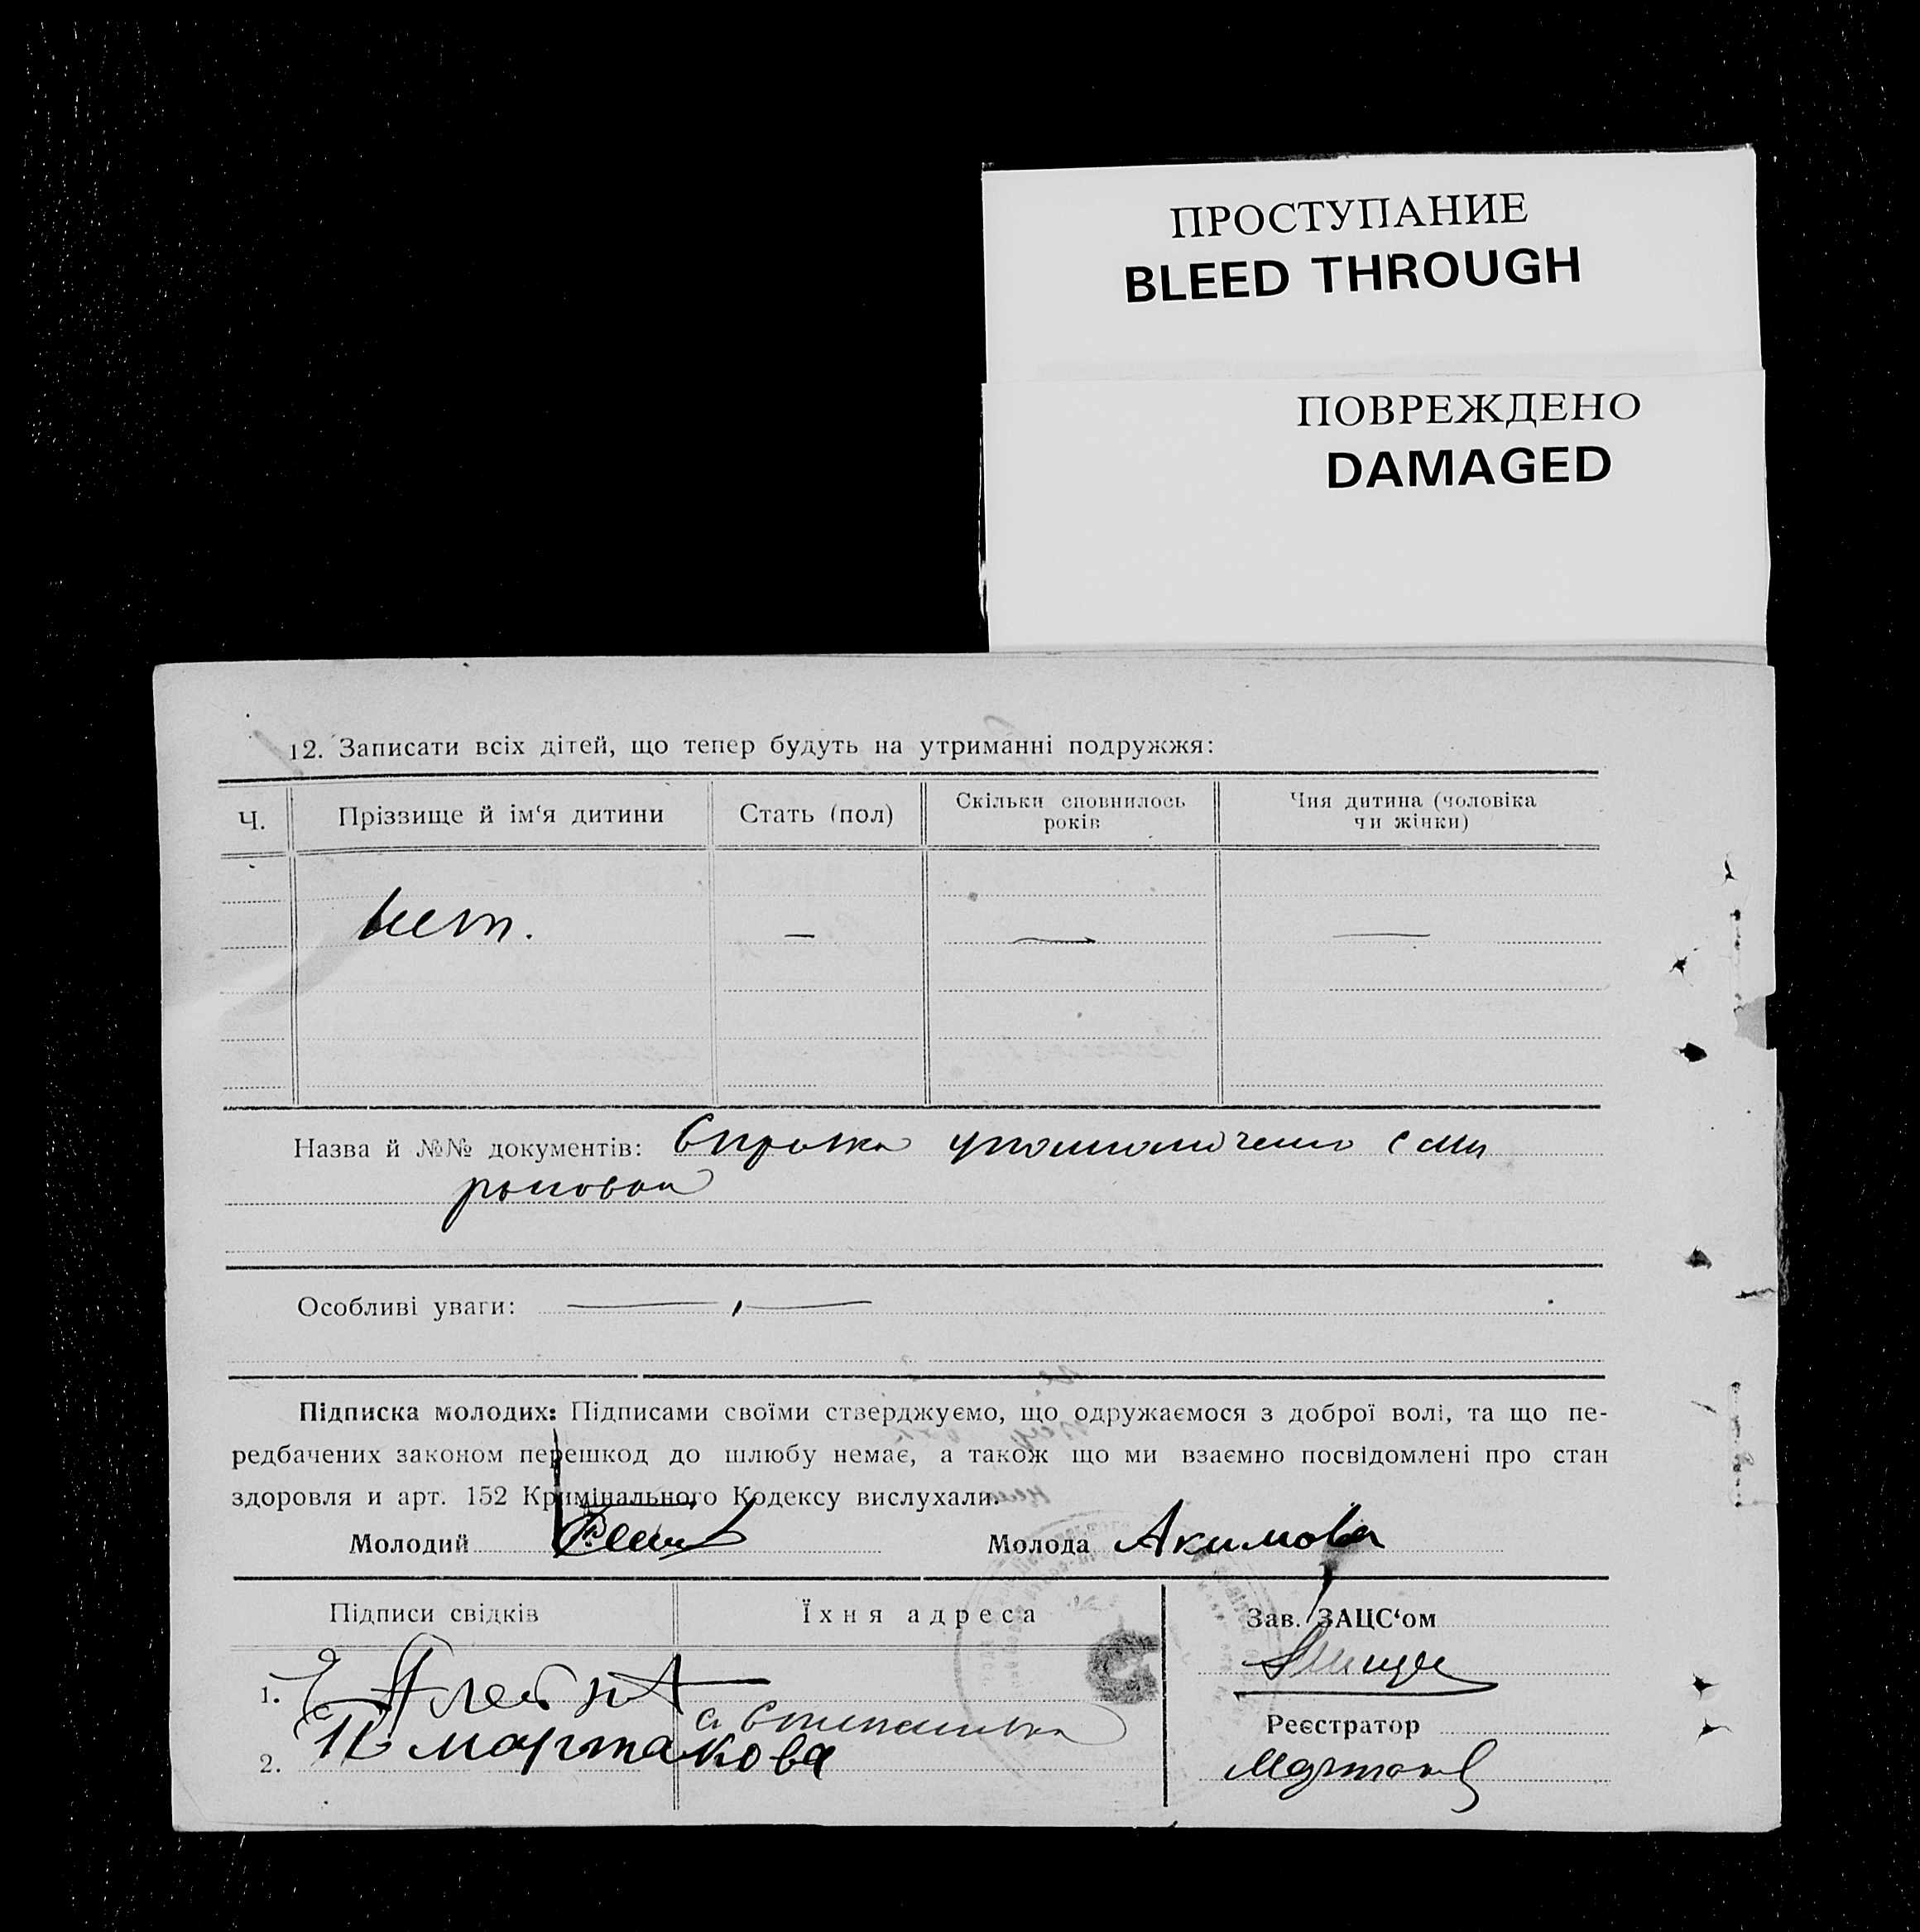 ПРОСТУПАНИЕ
BLEED THROUGH
ПОВРЕЖДЕНО
DAMAGED
12. Записати всіх дітей, що тепер будуть на утриманні подружжя:
Ч.
Прізвище й ім‘я дитини
Стать (пол)
Скільки сповнилось
років
Чия дитина (чоловіка
чи жінки)
нет. — — —
Назва й №№ документів:
Особливі уваги:
Підписка молодих: Підписами своїми стверджуємо, що одружаємося з доброї волі, та що пе-
редбачених законом перешкод до шлюбу немає, а також що ми взаємно посвідомлені про стан
здоровля и арт. 152 Кримінального Кодексу вислухали.
Молодий
Молода Акимова
Підписи свідків
Їхня адреса
Зав. ЗАЦС‘ом
1.
Реєстратор
2. Мартакова